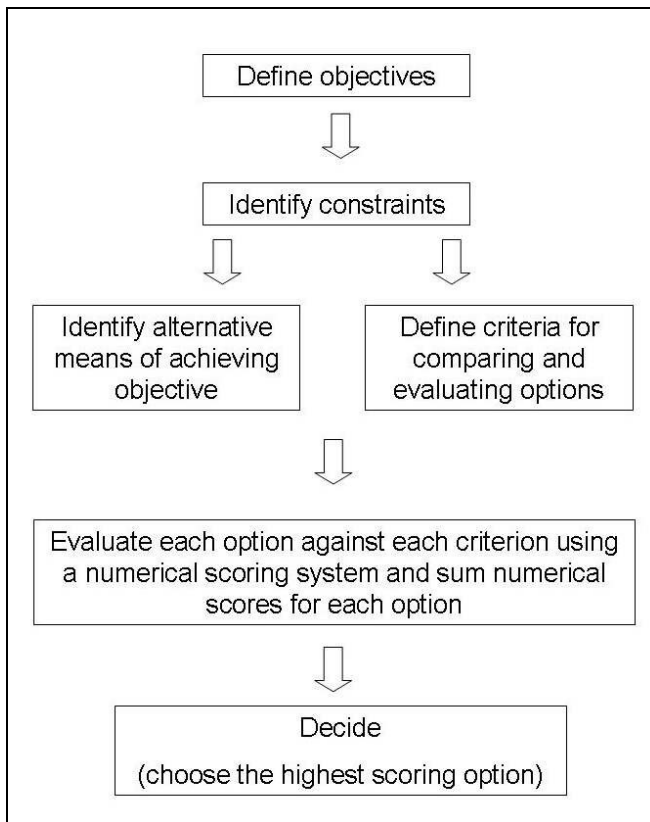 Define objectives
Identify constraints
Identify alternative
means of achieving
objective
Define criteria for
comparing and
evaluating options
Evaluate each option against each criterion using
a numerical scoring system and sum numerical
scores for each option
Decide
(choose the highest scoring option)